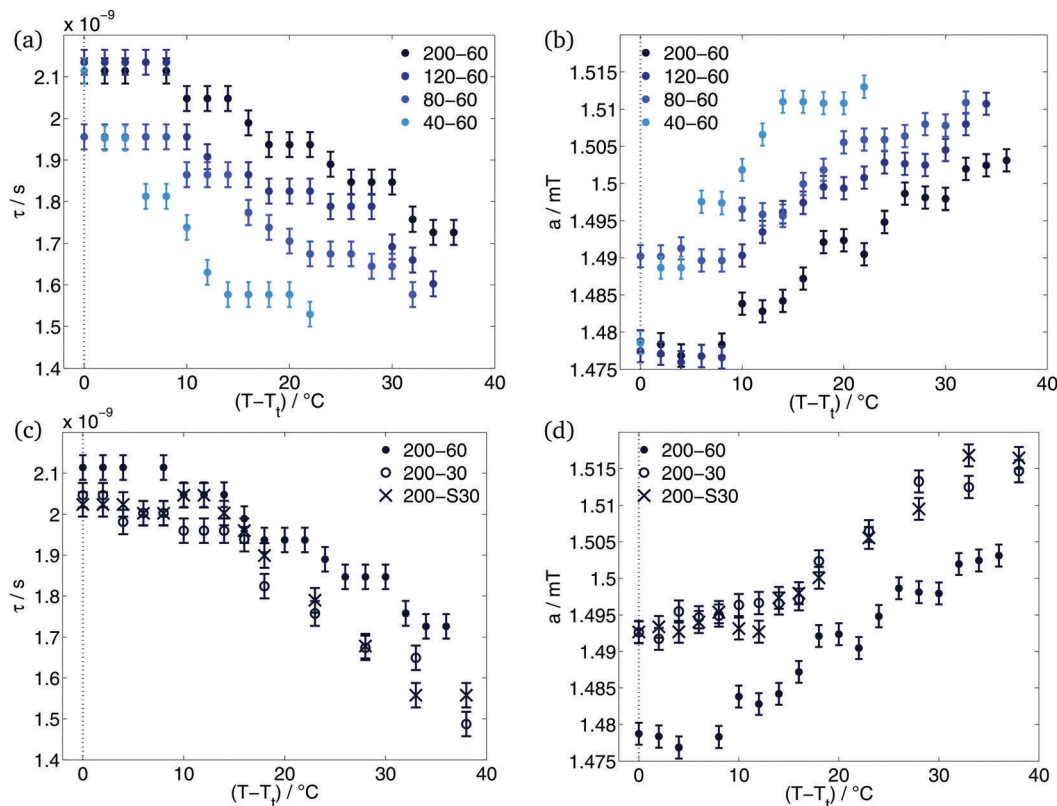 (a)
x 10⁻⁹
2.1
2
1.9
1.8
1.7
1.6
1.5
1.4
τ / s
0 10 20 30 40
(T−Tₜ) / °C
200−60
120−60
80−60
40−60
(b)
1.515
1.51
1.505
1.5
1.495
1.49
1.485
1.48
1.475
a / mT
0 10 20 30 40
(T−Tₜ) / °C
200−60
120−60
80−60
40−60
(c)
x 10⁻⁹
2.1
2
1.9
1.8
1.7
1.6
1.5
1.4
τ / s
0 10 20 30 40
(T−Tₜ) / °C
200−60
200−30
200−S30
(d)
1.515
1.51
1.505
1.5
1.495
1.49
1.485
1.48
1.475
a / mT
0 10 20 30 40
(T−Tₜ) / °C
200−60
200−30
200−S30